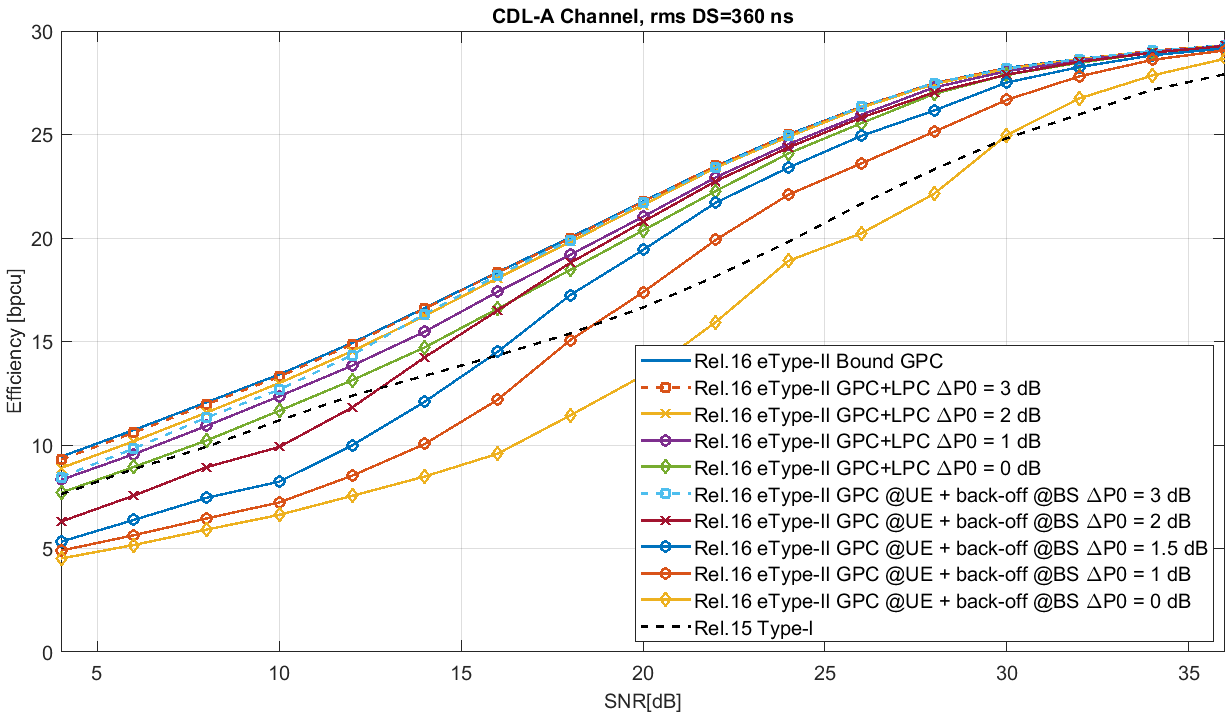 CDL-A Channel, rms DS=360 ns
30
25
20
15
10
5
0
Efficiency [bpcu]
Rel.16 eType-II Bound GPC
Rel.16 eType-II GPC+LPC ΔP0 = 3 dB
Rel.16 eType-II GPC+LPC ΔP0 = 2 dB
Rel.16 eType-II GPC+LPC ΔP0 = 1 dB
Rel.16 eType-II GPC+LPC ΔP0 = 0 dB
Rel.16 eType-II GPC @UE + back-off @BS ΔP0 = 3 dB
Rel.16 eType-II GPC @UE + back-off @BS ΔP0 = 2 dB
Rel.16 eType-II GPC @UE + back-off @BS ΔP0 = 1.5 dB
Rel.16 eType-II GPC @UE + back-off @BS ΔP0 = 1 dB
Rel.16 eType-II GPC @UE + back-off @BS ΔP0 = 0 dB
Rel.15 Type-I
5 10 15 20 25 30 35
SNR[dB]